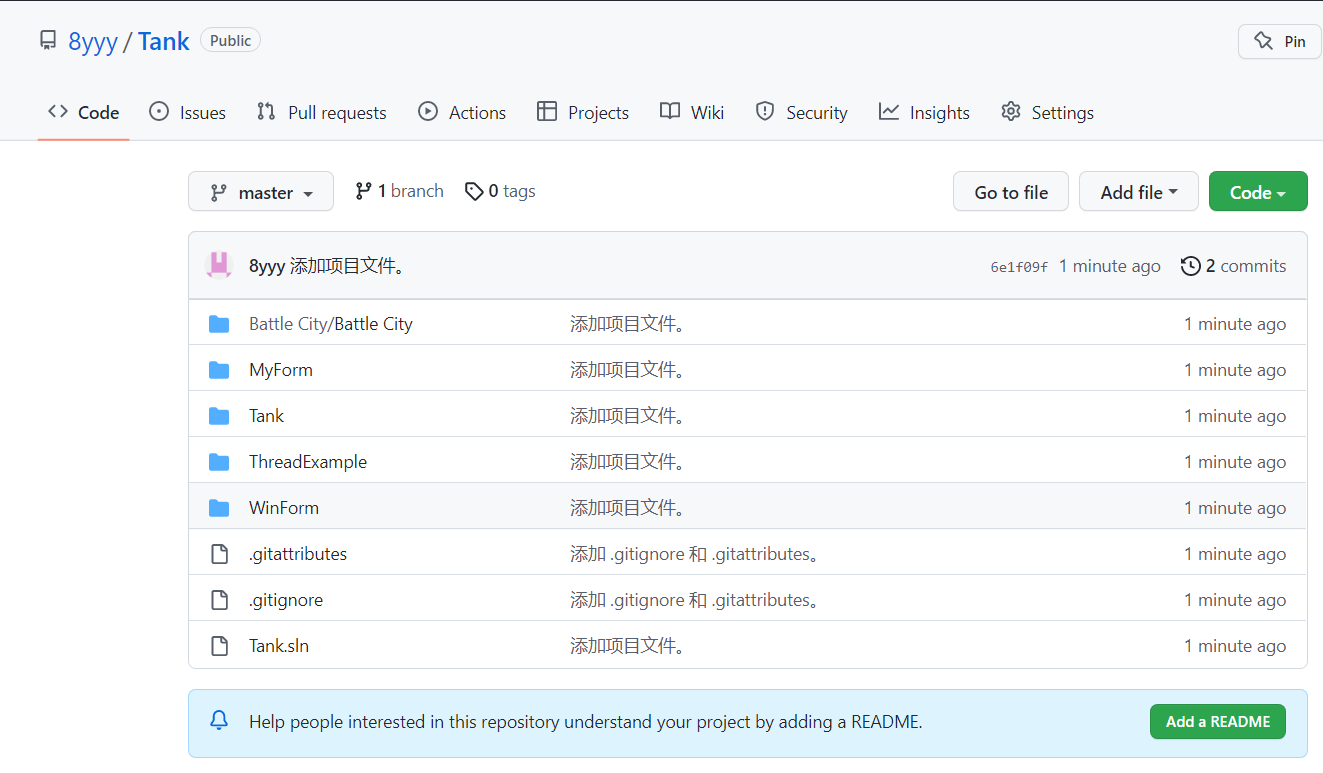 8yyy / Tank Public Pin
Code Issues Pull requests Actions Projects Wiki Security Insights Settings
master 1 branch 0 tags Go to file Add file Code
8yyy 添加项目文件。 6e1f09f 1 minute ago 2 commits
Battle City/Battle City 添加项目文件。 1 minute ago
MyForm 添加项目文件。 1 minute ago
Tank 添加项目文件。 1 minute ago
ThreadExample 添加项目文件。 1 minute ago
WinForm 添加项目文件。 1 minute ago
.gitattributes 添加 .gitignore 和 .gitattributes。 1 minute ago
.gitignore 添加 .gitignore 和 .gitattributes。 1 minute ago
Tank.sln 添加项目文件。 1 minute ago
Help people interested in this repository understand your project by adding a README. Add a README